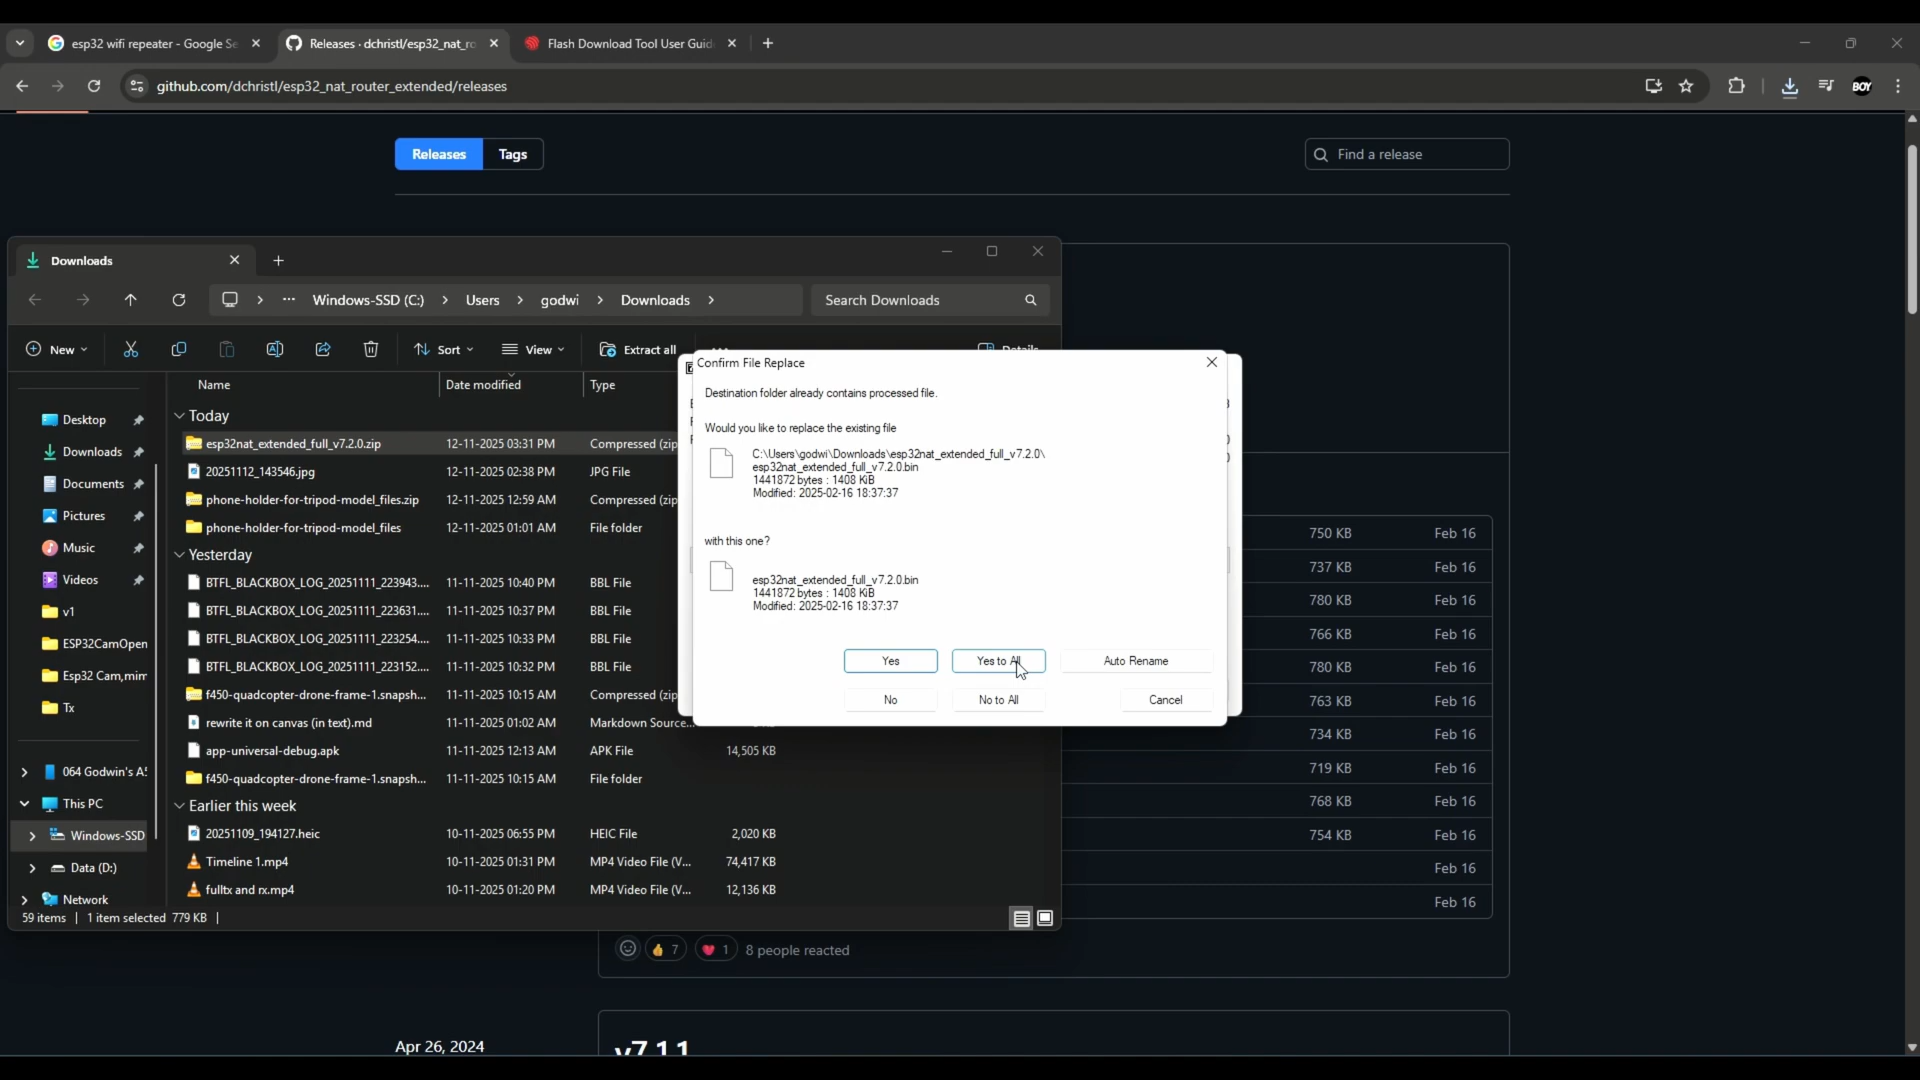 esp32 wifi repeater - Google Se
Releases · dchristl/esp32_nat_ro
Flash Download Tool User Guid
github.com/dchristl/esp32_nat_router_extended/releases
BOY
Releases
Tags
Find a release
Downloads
Windows-SSD (C:)
Users
godwi
Downloads
Search Downloads
New
Sort
View
Extract all
Details
Name
Date modified
Type
Desktop
Downloads
Documents
Pictures
Music
Videos
v1
ESP32CamOpen
Esp32 Cam,mim
Tx
064 Godwin's A5
This PC
Windows-SSD
Data (D:)
Network
Today
esp32nat_extended_full_v7.2.0.zip 12-11-2025 03:31 PM Compressed (zip
20251112_143546.jpg 12-11-2025 02:38 PM JPG File
phone-holder-for-tripod-model_files.zip 12-11-2025 12:59 AM Compressed (zip
phone-holder-for-tripod-model_files 12-11-2025 01:01 AM File folder
Yesterday
BTFL_BLACKBOX_LOG_20251111_223943.... 11-11-2025 10:40 PM BBL File
BTFL_BLACKBOX_LOG_20251111_223631.... 11-11-2025 10:37 PM BBL File
BTFL_BLACKBOX_LOG_20251111_223254.... 11-11-2025 10:33 PM BBL File
BTFL_BLACKBOX_LOG_20251111_223152.... 11-11-2025 10:32 PM BBL File
f450-quadcopter-drone-frame-1.snapsh... 11-11-2025 10:15 AM Compressed (zip
rewrite it on canvas (in text).md 11-11-2025 01:02 AM Markdown Source...
app-universal-debug.apk 11-11-2025 12:13 AM APK File 14,505 KB
f450-quadcopter-drone-frame-1.snapsh... 11-11-2025 10:15 AM File folder
Earlier this week
20251109_194127.heic 10-11-2025 06:55 PM HEIC File 2,020 KB
Timeline 1.mp4 10-11-2025 01:31 PM MP4 Video File (V... 74,417 KB
fulltx and rx.mp4 10-11-2025 01:20 PM MP4 Video File (V... 12,136 KB
59 items
1 item selected 779 KB
Confirm File Replace
Destination folder already contains processed file.
Would you like to replace the existing file
C:\Users\godwi\Downloads\esp32nat_extended_full_v7.2.0\
esp32nat_extended_full_v7.2.0.bin
1441872 bytes : 1408 KiB
Modified: 2025-02-16 18:37:37
with this one?
esp32nat_extended_full_v7.2.0.bin
1441872 bytes : 1408 KiB
Modified: 2025-02-16 18:37:37
Yes
Yes to All
Auto Rename
No
No to All
Cancel
750 KB Feb 16
737 KB Feb 16
780 KB Feb 16
766 KB Feb 16
780 KB Feb 16
763 KB Feb 16
734 KB Feb 16
719 KB Feb 16
768 KB Feb 16
754 KB Feb 16
Feb 16
Feb 16
7
1
8 people reacted
Apr 26, 2024
v7.1.1